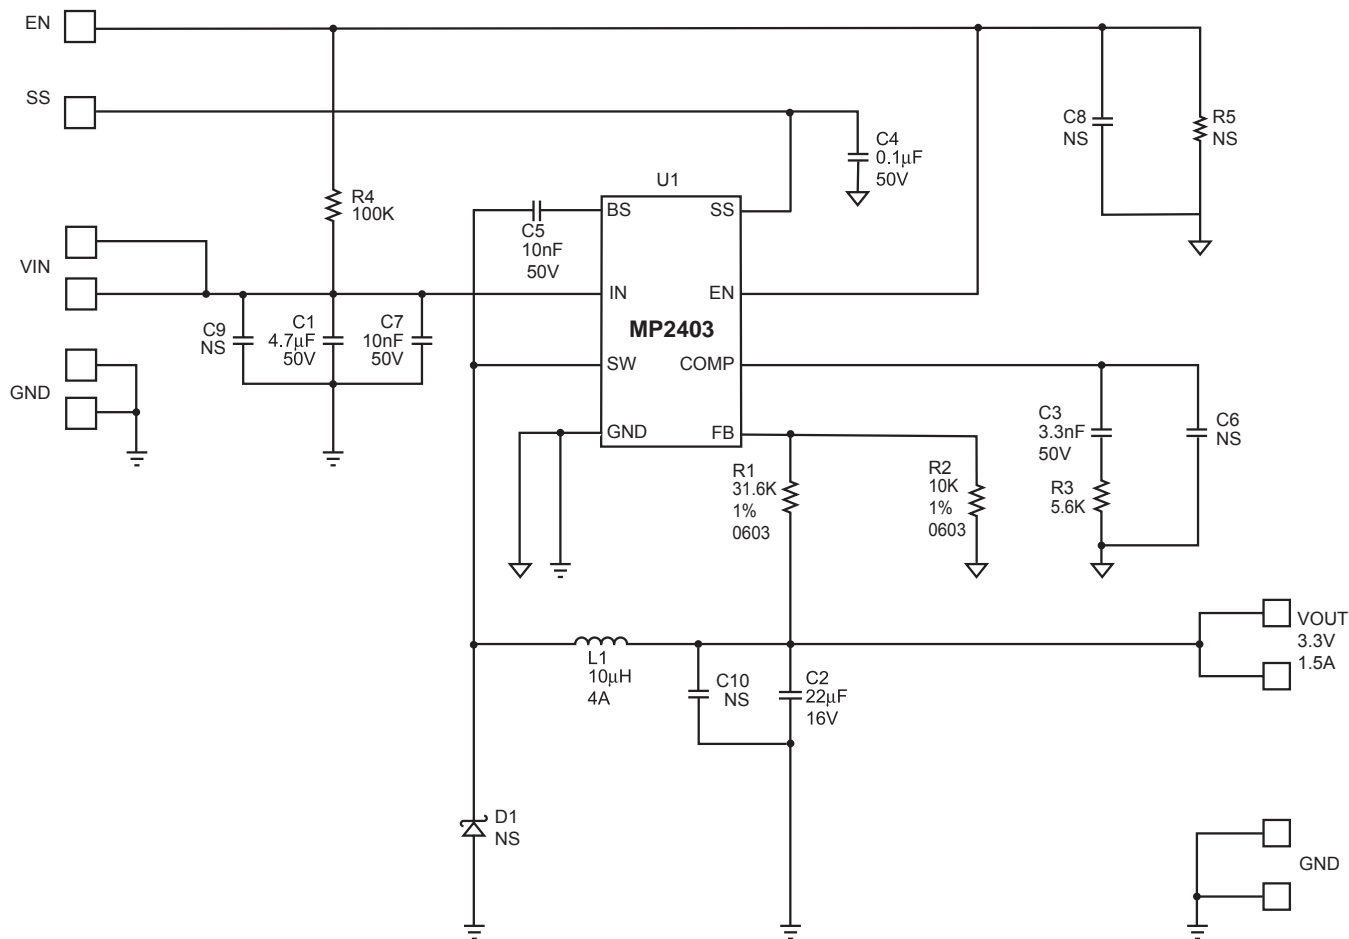 EN
SS
C8
NS
R5
NS
C4
0.1µF
50V
U1
R4
100K
BS
SS
C5
10nF
50V
VIN
IN
EN
MP2403
C9
NS
C1
4.7µF
50V
C7
10nF
50V
SW
COMP
GND
GND
FB
C3
3.3nF
50V
C6
NS
R1
31.6K
1%
0603
R2
10K
1%
0603
R3
5.6K
VOUT
3.3V
1.5A
L1
10µH
4A
C10
NS
C2
22µF
16V
D1
NS
GND